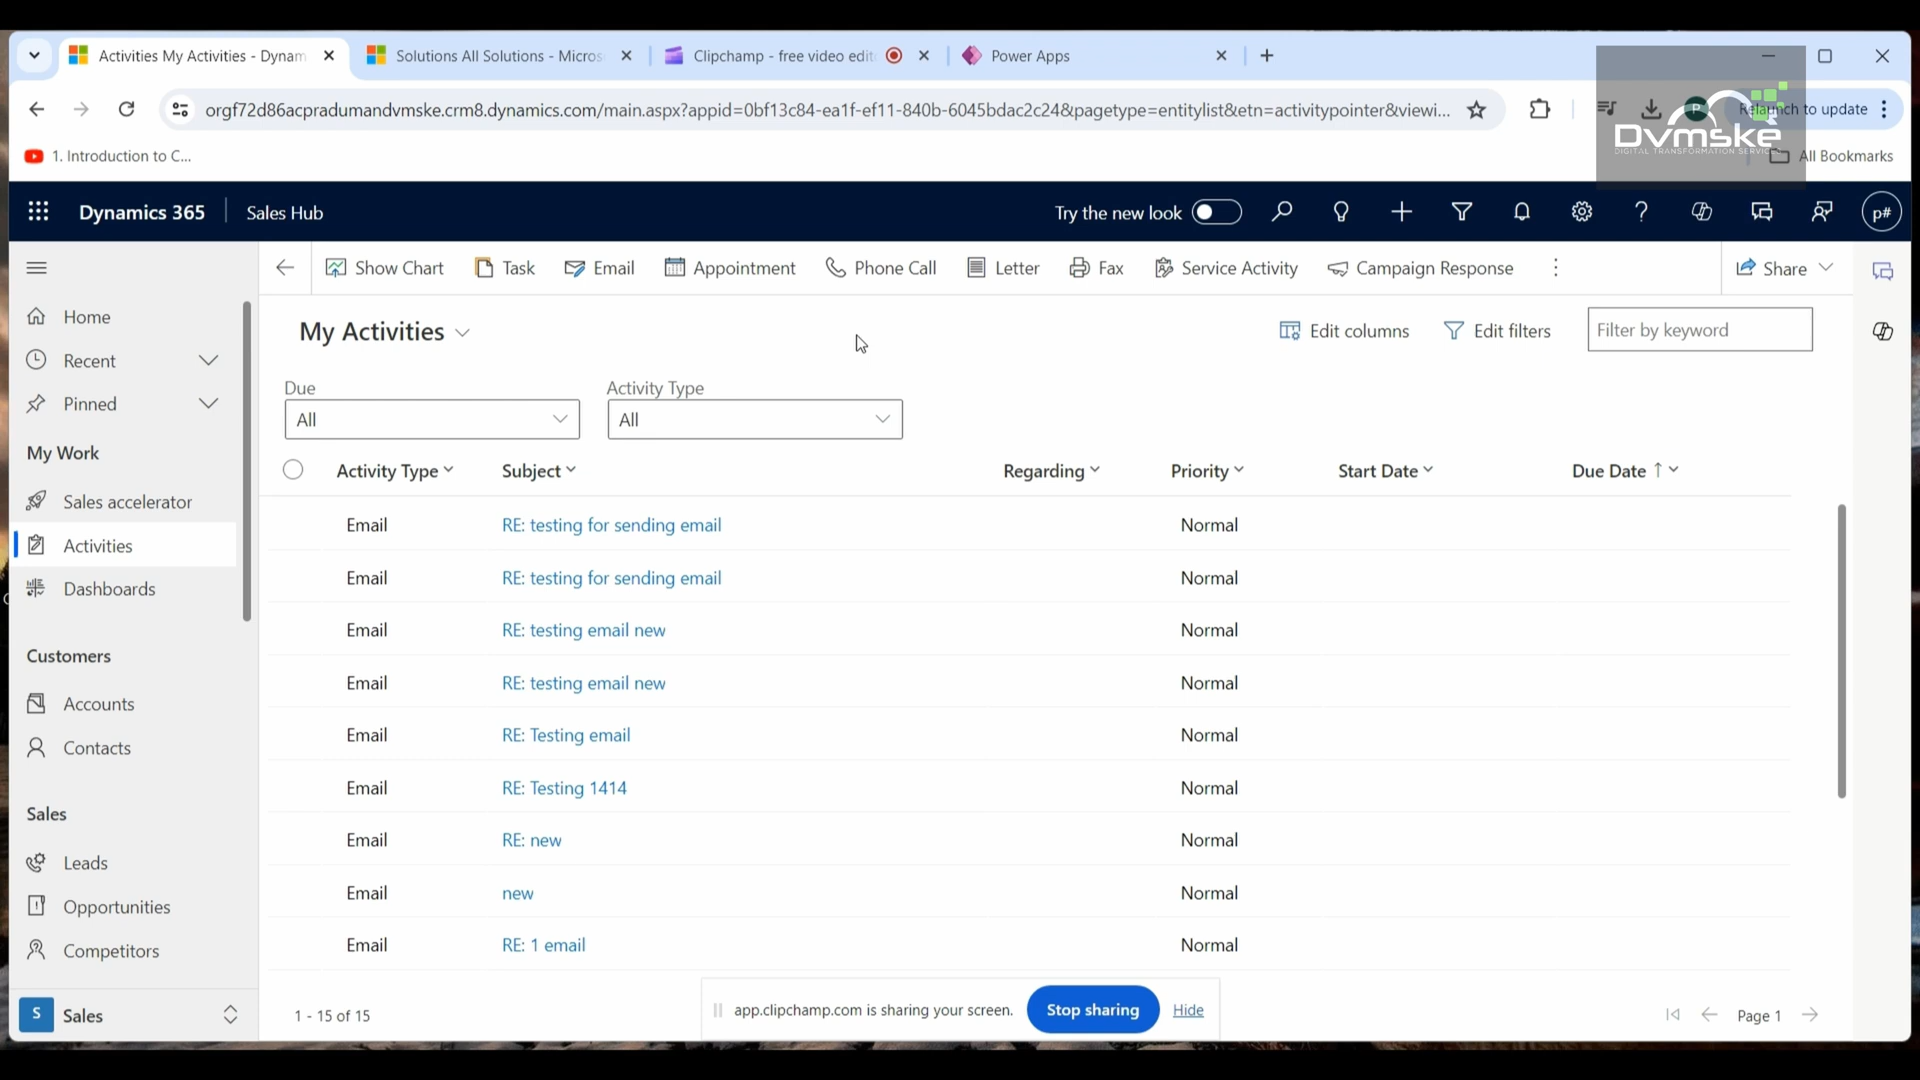 Activities My Activities - Dynam
Solutions All Solutions - Micros
Clipchamp - free video edit
Power Apps
orgf72d86acpradumandvmske.crm8.dynamics.com/main.aspx?appid=0bf13c84-ea1f-ef11-840b-6045bdac2c24&pagetype=entitylist&etn=activitypointer&viewi...
P
Relaunch to update
Dvmske
DIGITAL TRANSFORMATION SERVIC
1. Introduction to C...
All Bookmarks
Dynamics 365
Sales Hub
Try the new look
p#
Show Chart
Task
Email
Appointment
Phone Call
Letter
Fax
Service Activity
Campaign Response
Share
Home
Recent
Pinned
My Work
Sales accelerator
Activities
Dashboards
Customers
Accounts
Contacts
Sales
Leads
Opportunities
Competitors
S Sales
My Activities
Edit columns
Edit filters
Filter by keyword
Due
Activity Type
All
All
Activity Type Subject Regarding Priority Start Date Due Date ↑
Email RE: testing for sending email Normal
Email RE: testing for sending email Normal
Email RE: testing email new Normal
Email RE: testing email new Normal
Email RE: Testing email Normal
Email RE: Testing 1414 Normal
Email RE: new Normal
Email new Normal
Email RE: 1 email Normal
1 - 15 of 15
app.clipchamp.com is sharing your screen.
Stop sharing
Hide
Page 1